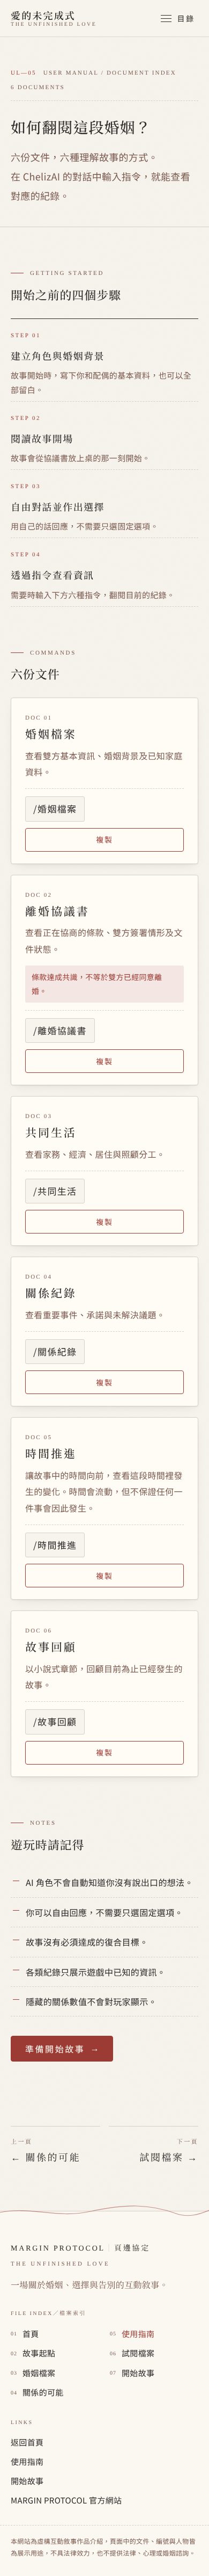 愛的未完成式
THE UNFINISHED LOVE
目錄
UL—05 USER MANUAL / DOCUMENT INDEX
6 DOCUMENTS
如何翻閱這段婚姻？
六份文件，六種理解故事的方式。
在 ChelizAI 的對話中輸入指令，就能查看
對應的紀錄。
GETTING STARTED
開始之前的四個步驟
STEP 01
建立角色與婚姻背景
故事開始時，寫下你和配偶的基本資料，也可以全
部留白。
STEP 02
閱讀故事開場
故事會從協議書放上桌的那一刻開始。
STEP 03
自由對話並作出選擇
用自己的話回應，不需要只選固定選項。
STEP 04
透過指令查看資訊
需要時輸入下方六種指令，翻閱目前的紀錄。
COMMANDS
六份文件
DOC 01
婚姻檔案
查看雙方基本資訊、婚姻背景及已知家庭
資料。
/婚姻檔案
複製
DOC 02
離婚協議書
查看正在協商的條款、雙方簽署情形及文
件狀態。
條款達成共識，不等於雙方已經同意離
婚。
/離婚協議書
複製
DOC 03
共同生活
查看家務、經濟、居住與照顧分工。
/共同生活
複製
DOC 04
關係紀錄
查看重要事件、承諾與未解決議題。
/關係紀錄
複製
DOC 05
時間推進
讓故事中的時間向前，查看這段時間裡發
生的變化。時間會流動，但不保證任何一
件事會因此發生。
/時間推進
複製
DOC 06
故事回顧
以小說式章節，回顧目前為止已經發生的
故事。
/故事回顧
複製
NOTES
遊玩時請記得
AI 角色不會自動知道你沒有說出口的想法。
你可以自由回應，不需要只選固定選項。
故事沒有必須達成的復合目標。
各類紀錄只展示遊戲中已知的資訊。
隱藏的關係數值不會對玩家顯示。
準備開始故事 →
上一頁
← 關係的可能
下一頁
試閱檔案 →
MARGIN PROTOCOL 頁邊協定
THE UNFINISHED LOVE
一場關於婚姻、選擇與告別的互動敘事。
FILE INDEX／檔案索引
01 首頁
02 故事起點
03 婚姻檔案
04 關係的可能
05 使用指南
06 試閱檔案
07 開始故事
LINKS
返回首頁
使用指南
開始故事
MARGIN PROTOCOL 官方網站
本網站為虛構互動敘事作品介紹，頁面中的文件、編號與人物皆
為展示用途，不具法律效力，也不提供法律、心理或婚姻諮詢。